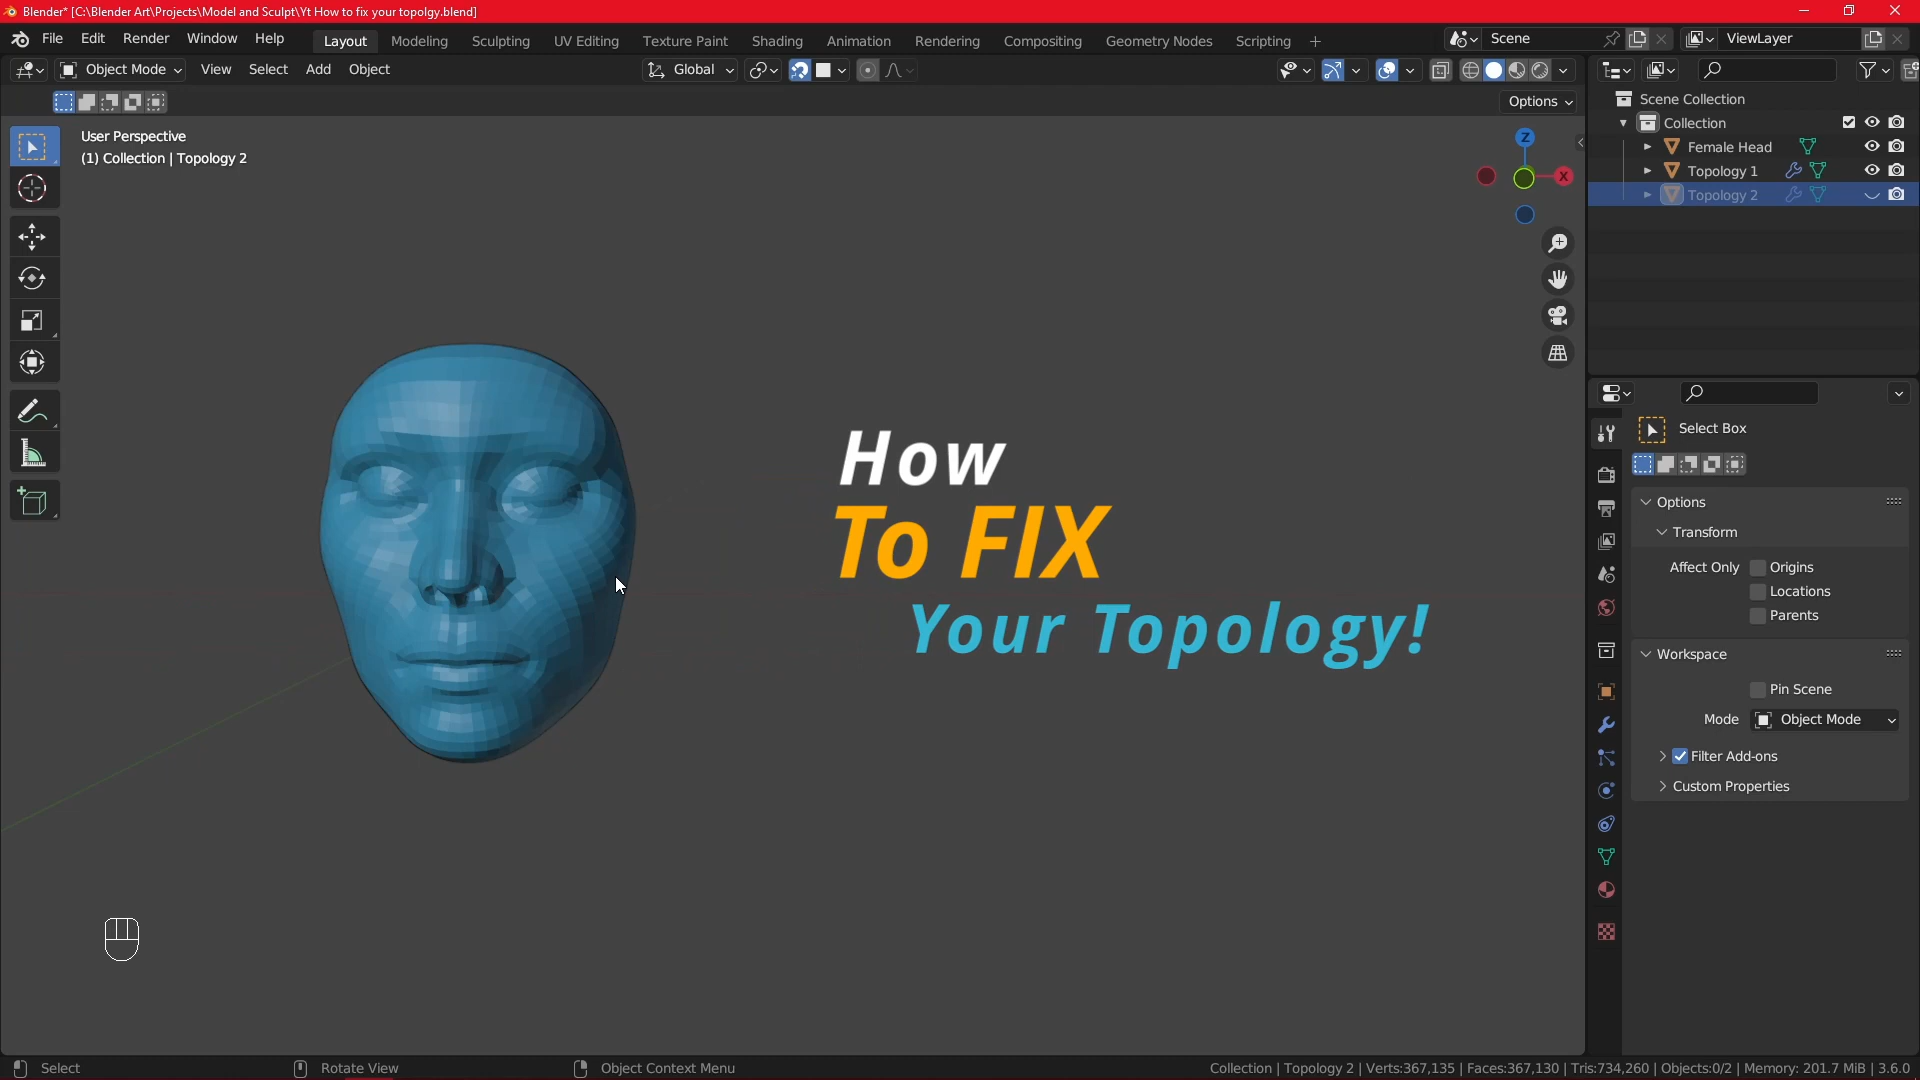 Blender* [C:\Blender Art\Projects\Model and Sculpt\Yt How to fix your topolgy.blend]
File Edit Render Window Help Layout Modeling Sculpting UV Editing Texture Paint Shading Animation Rendering Compositing Geometry Nodes Scripting + Scene ViewLayer
Object Mode View Select Add Object Global
Options
User Perspective
(1) Collection | Topology 2
Z
X
Scene Collection
Collection
Female Head
Topology 1
Topology 2
How
To FIX
Your Topology!
Select Box
Options
Transform
Affect Only Origins
Locations
Parents
Workspace
Pin Scene
Mode Object Mode
Filter Add-ons
Custom Properties
Select Rotate View Object Context Menu Collection | Topology 2 | Verts:367,135 | Faces:367,130 | Tris:734,260 | Objects:0/2 | Memory: 201.7 MiB | 3.6.0